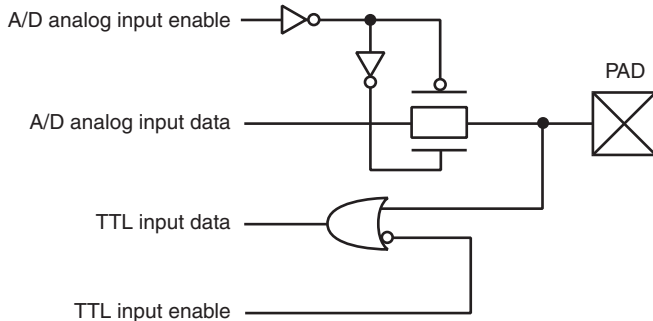 A/D analog input enable
PAD
A/D analog input data
TTL input data
TTL input enable